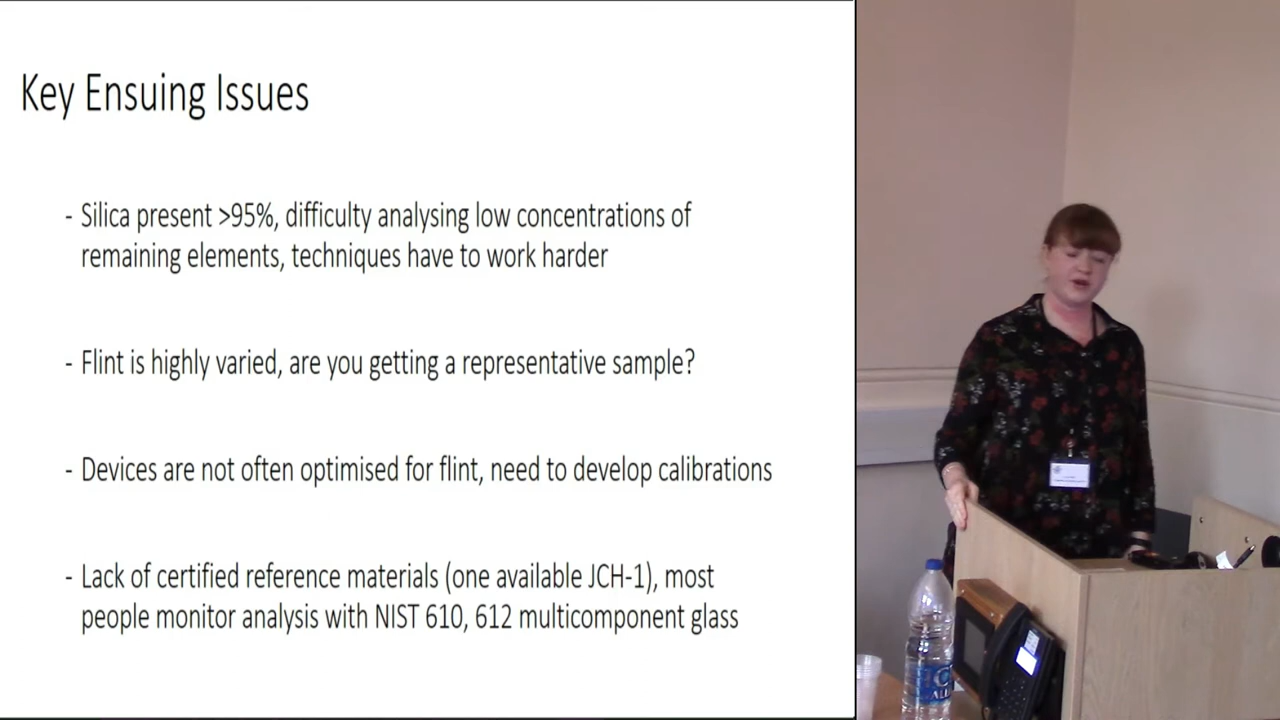 Key Ensuing Issues
- Silica present >95%, difficulty analysing low concentrations of
remaining elements, techniques have to work harder
- Flint is highly varied, are you getting a representative sample?
- Devices are not often optimised for flint, need to develop calibrations
- Lack of certified reference materials (one available JCH-1), most
people monitor analysis with NIST 610, 612 multicomponent glass